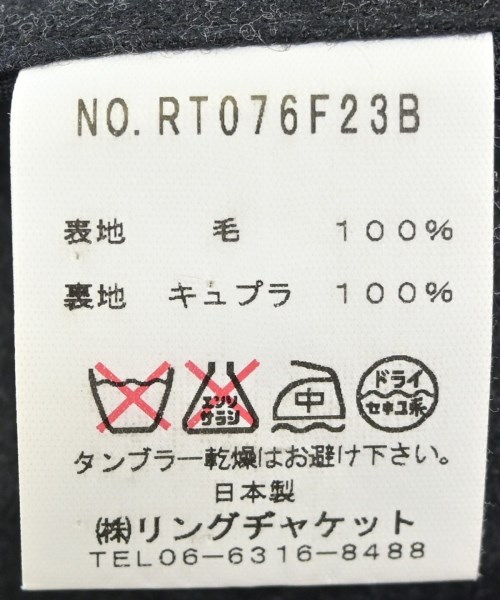 NO.RT076F23B
表地 毛 100%
裏地 キュプラ 100%
エンソ
サラシ
中
ドライ
セキユ系
タンブラー乾燥はお避け下さい。
日本製
㈱リングヂャケット
TEL06-6316-8488